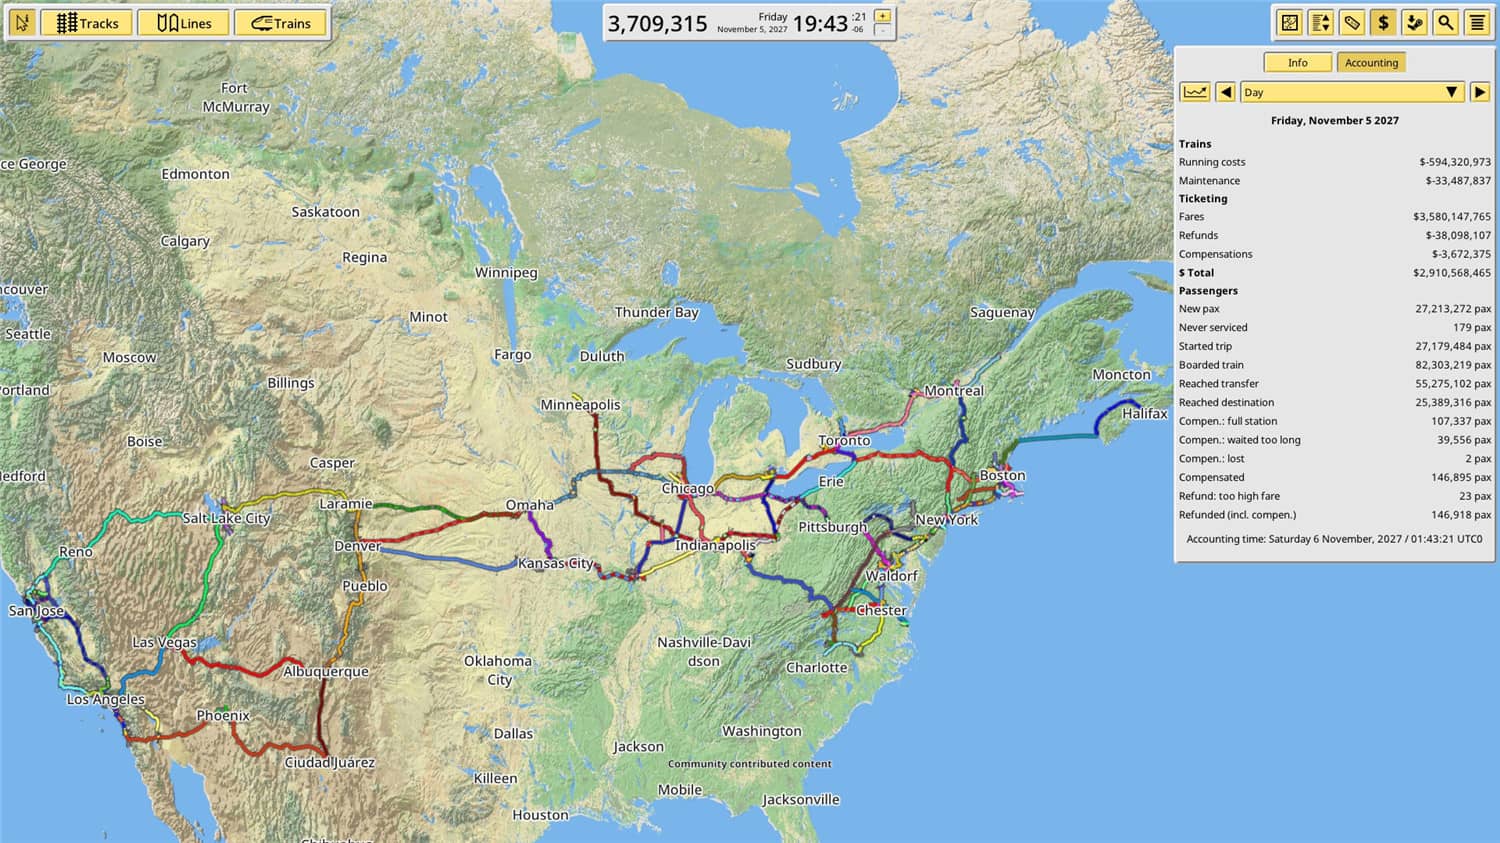 Tracks
Lines
Trains
3,709,315
Friday
November 5, 2027
19:43
:21
-06
+
-
$
Info
Accounting
Day
Friday, November 5 2027
Trains
Running costs $-594,320,973
Maintenance $-33,487,837
Ticketing
Fares $3,580,147,765
Refunds $-38,098,107
Compensations $-3,672,375
$ Total $2,910,568,465
Passengers
New pax 27,213,272 pax
Never serviced 179 pax
Started trip 27,179,484 pax
Boarded train 82,303,219 pax
Reached transfer 55,275,102 pax
Reached destination 25,389,316 pax
Compen.: full station 107,337 pax
Compen.: waited too long 39,556 pax
Compen.: lost 2 pax
Compensated 146,895 pax
Refund: too high fare 23 pax
Refunded (incl. compen.) 146,918 pax
Accounting time: Saturday 6 November, 2027 / 01:43:21 UTC0
Fort
McMurray
ce George
Edmonton
Saskatoon
Calgary
Regina
Winnipeg
ncouver
Minot
Thunder Bay
Saguenay
Seattle
Moscow
Fargo
Duluth
Sudbury
Moncton
Billings
ortland
Montreal
Minneapolis
Halifax
Boise
Toronto
Casper
edford
Erie
Boston
Chicago
Laramie
Omaha
Salt Lake City
Pittsburgh
New York
Denver
Indianapolis
Reno
Kansas City
Waldorf
Pueblo
San Jose
Chester
Las Vegas
Nashville-Davi
dson
Oklahoma
City
Charlotte
Albuquerque
Los Angeles
Phoenix
Dallas
Washington
Jackson
Ciudad Juárez
Community contributed content
Killeen
Mobile
Jacksonville
Houston
Chihuahua